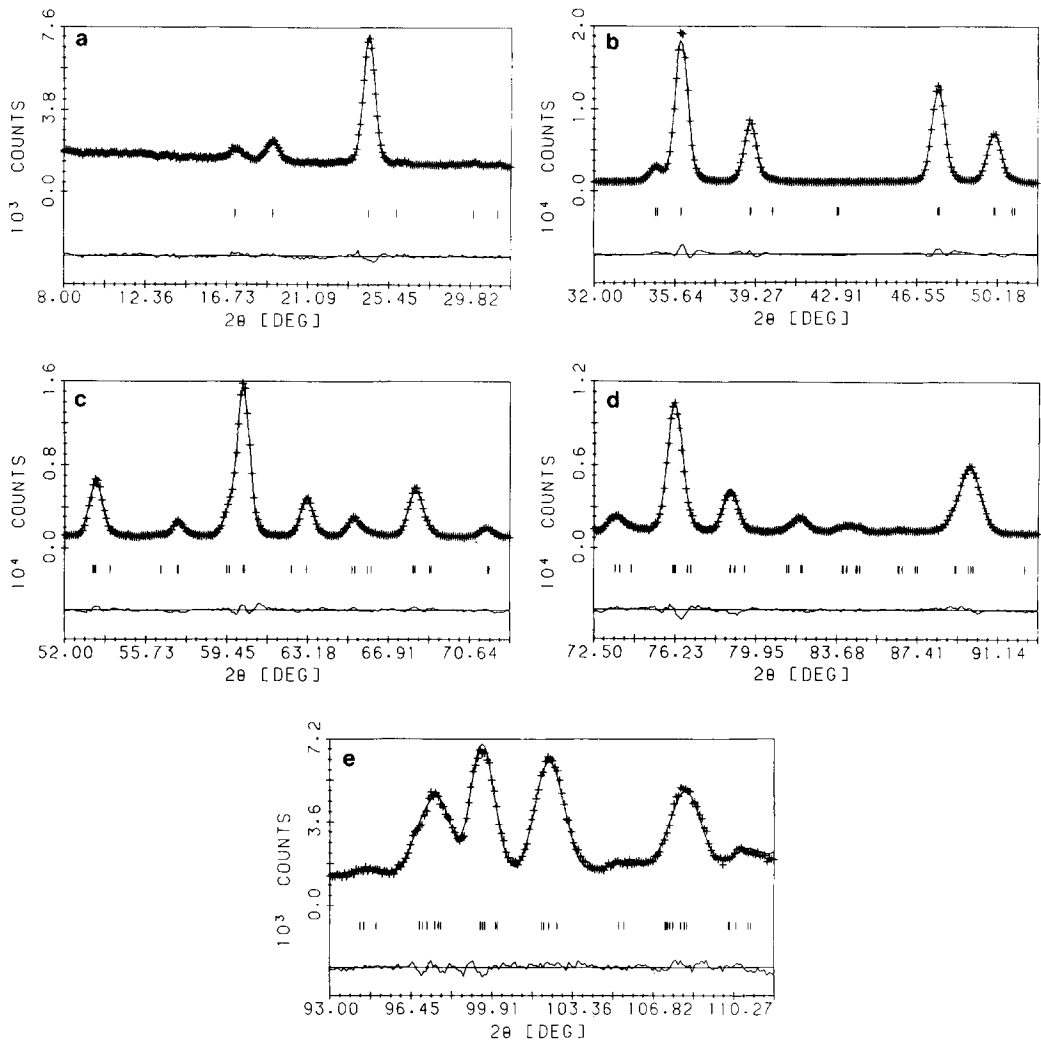 a
7.6
3.8
0.0
10³ COUNTS
8.00 12.36 16.73 21.09 25.45 29.82
2θ [DEG]
b
2.0
1.0
0.0
10⁴ COUNTS
32.00 35.64 39.27 42.91 46.55 50.18
2θ [DEG]
c
1.6
0.8
0.0
10⁴ COUNTS
52.00 55.73 59.45 63.18 66.91 70.64
2θ [DEG]
d
1.2
0.6
0.0
10⁴ COUNTS
72.50 76.23 79.95 83.68 87.41 91.14
2θ [DEG]
e
7.2
3.6
0.0
10³ COUNTS
93.00 96.45 99.91 103.36 106.82 110.27
2θ [DEG]